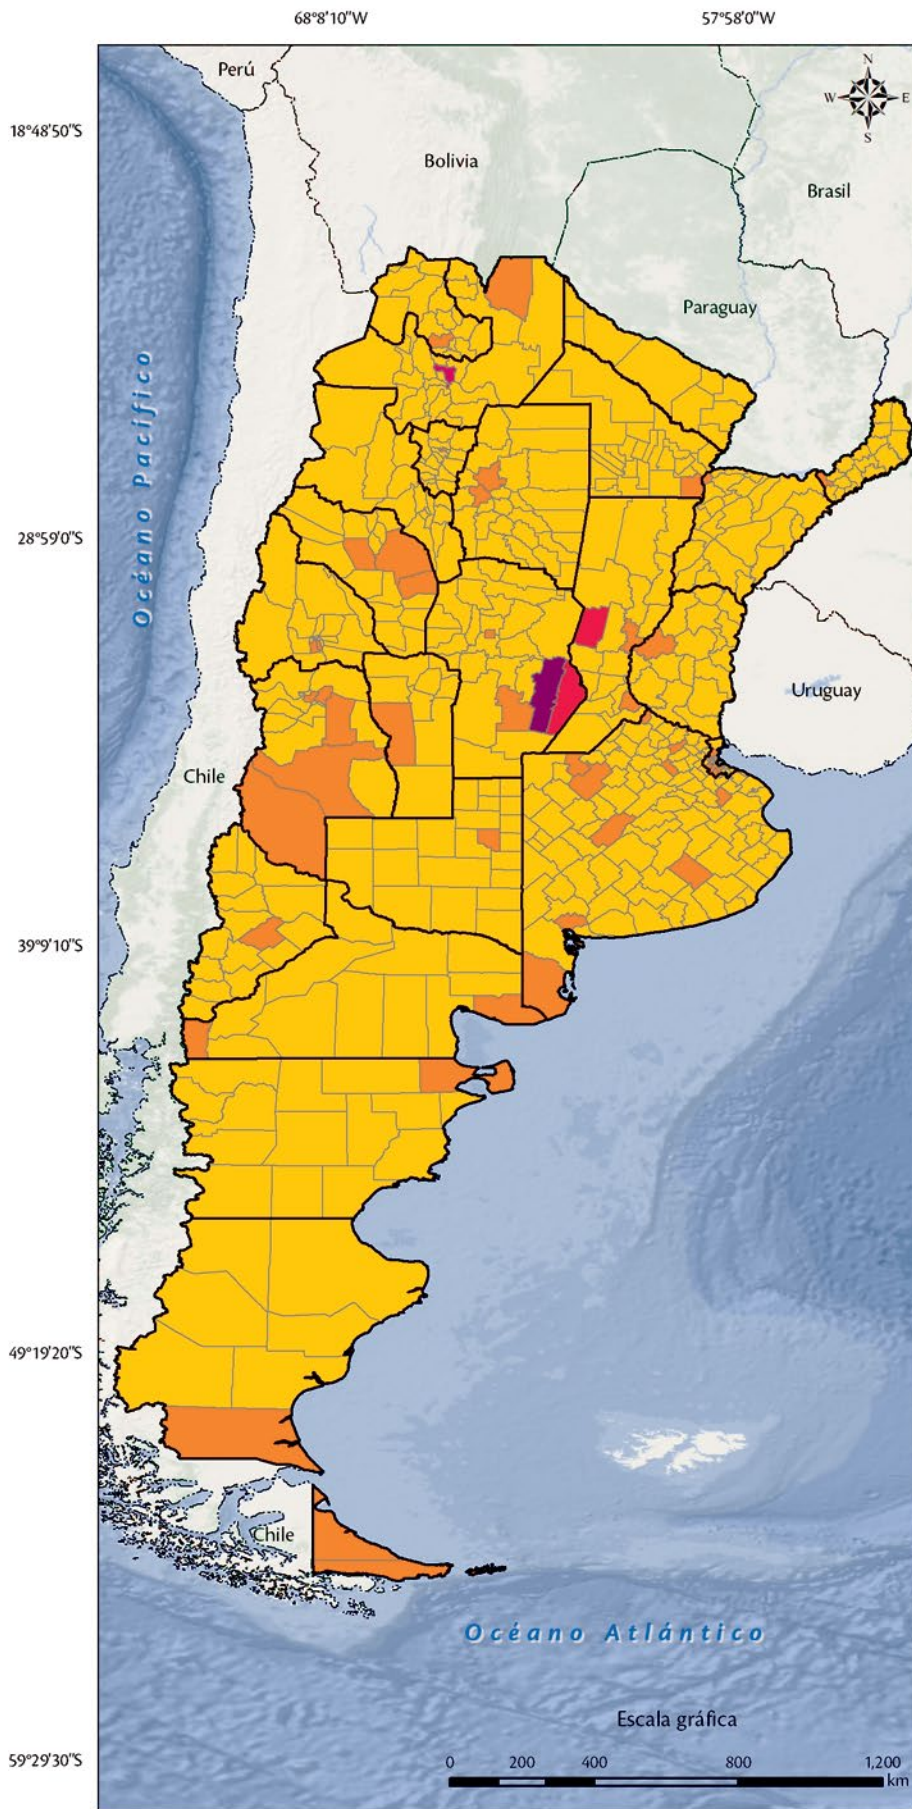 68°8'10"W 57°58'0"W
Perú
N
W E
S
18°48'50"S
Bolivia
Brasil
Paraguay
Océano Pacífico
28°59'0"S
Uruguay
Chile
39°9'10"S
49°19'20"S
Chile
Océano Atlántico
Escala gráfica
59°29'30"S
0 200 400 800 1,200
km